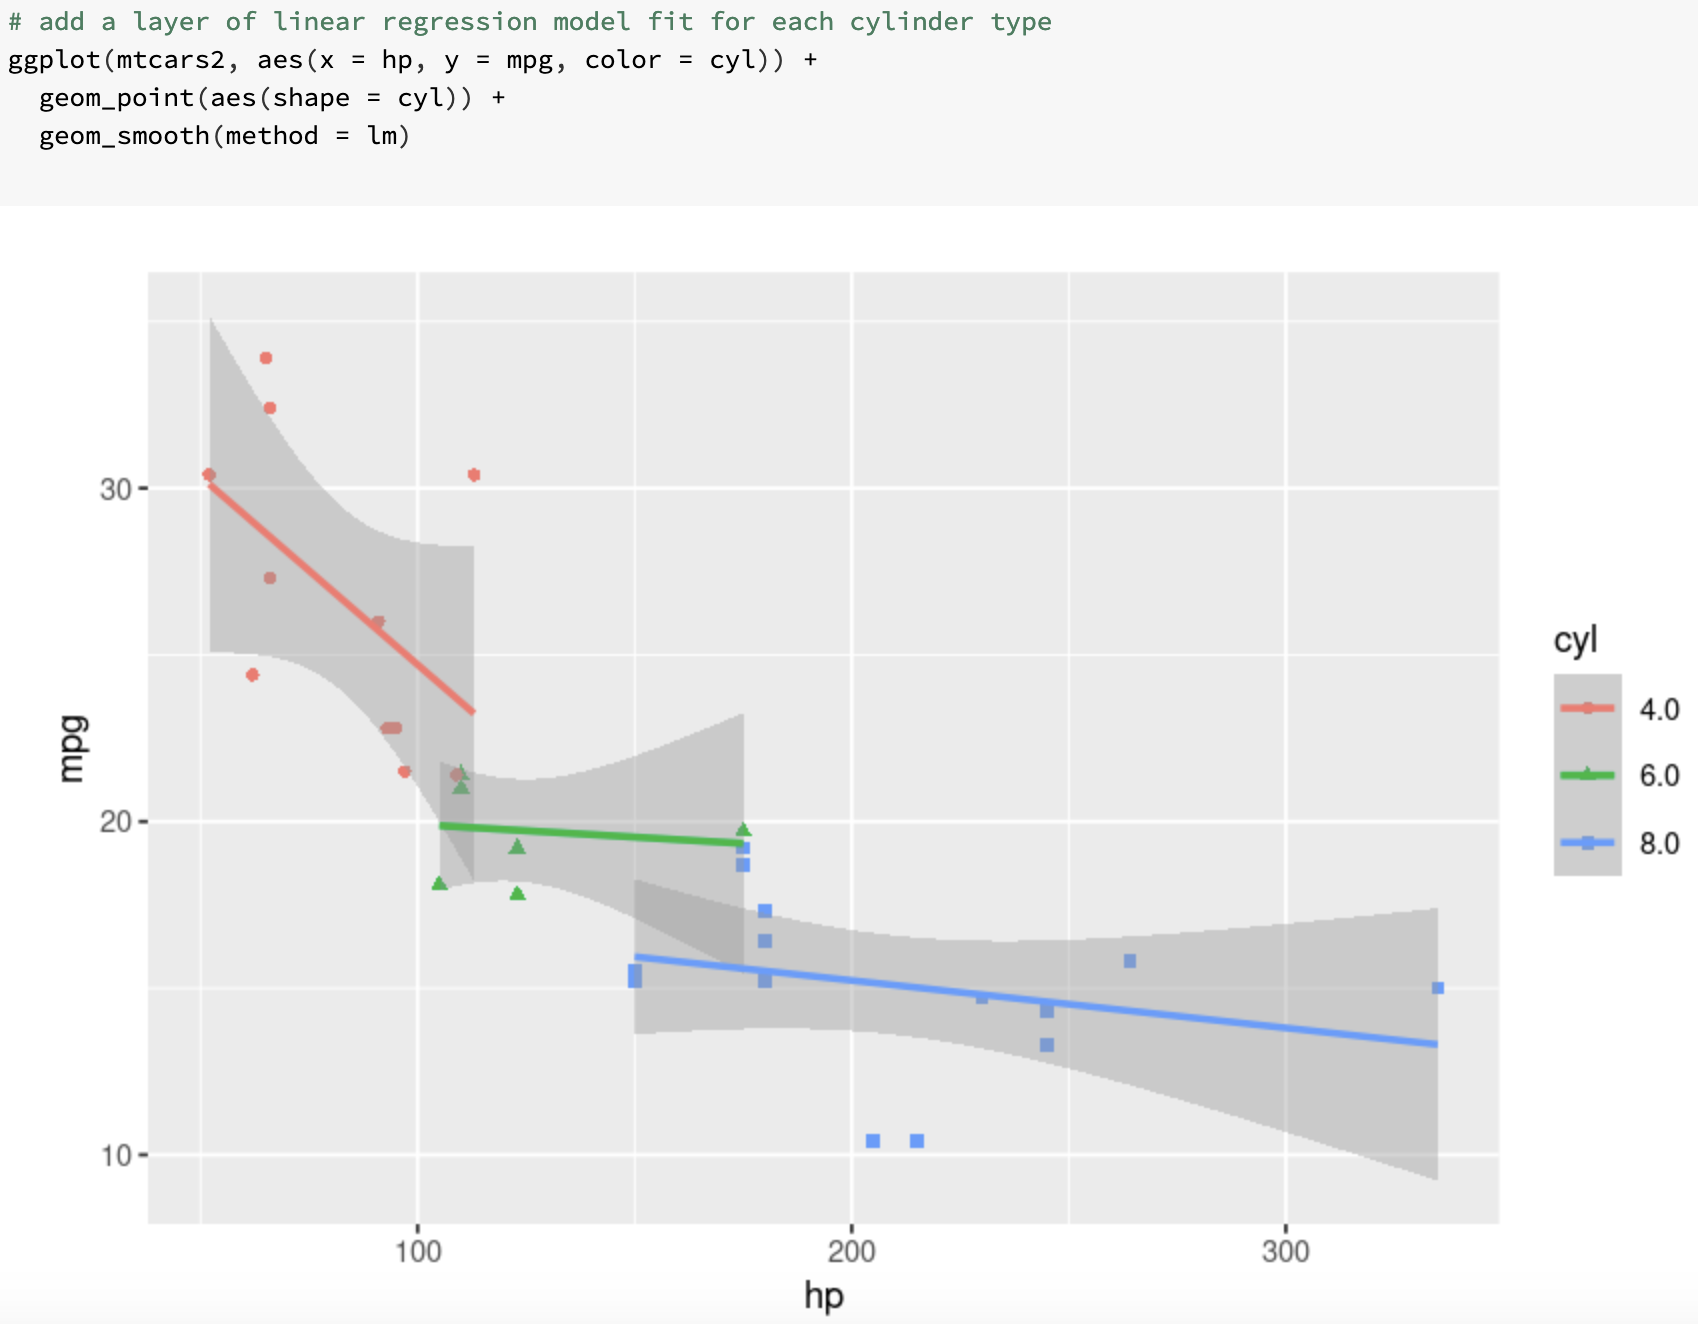 # add a layer of linear regression model fit for each cylinder type
ggplot(mtcars2, aes(x = hp, y = mpg, color = cyl)) +
  geom_point(aes(shape = cyl)) +
  geom_smooth(method = lm)
30
20
10
mpg
100
200
300
hp
cyl
4.0
6.0
8.0